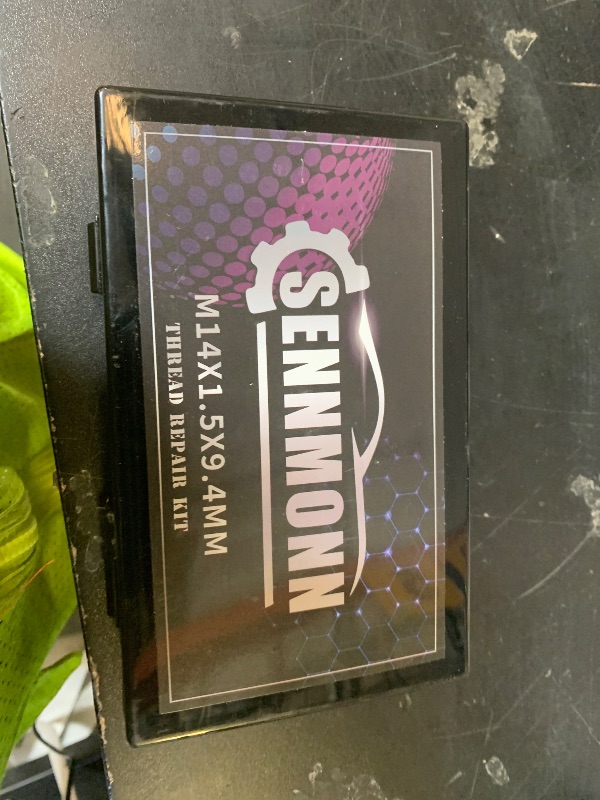 SENNMONN
M14X1.5X9.4MM
THREAD REPAIR KIT